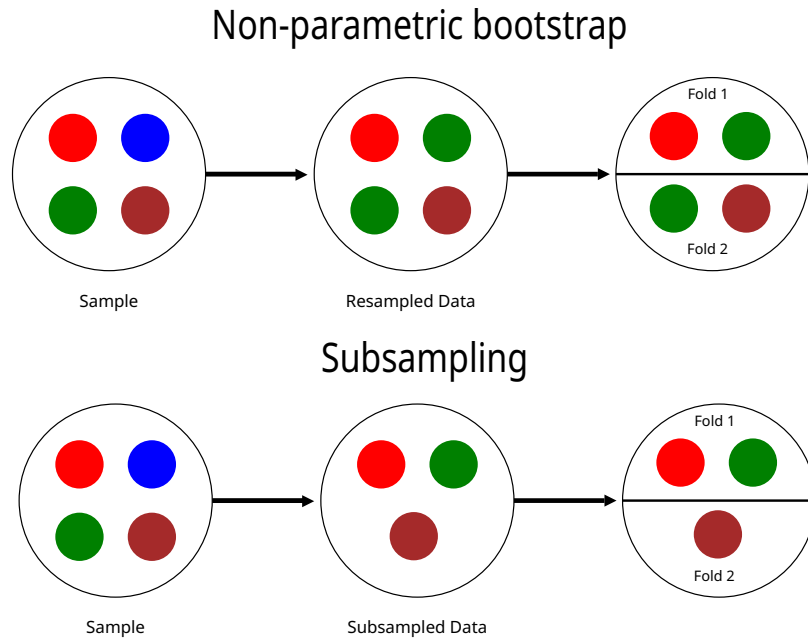 Non-parametric bootstrap
Fold 1
Fold 2
Sample
Resampled Data
Subsampling
Fold 1
Fold 2
Sample
Subsampled Data